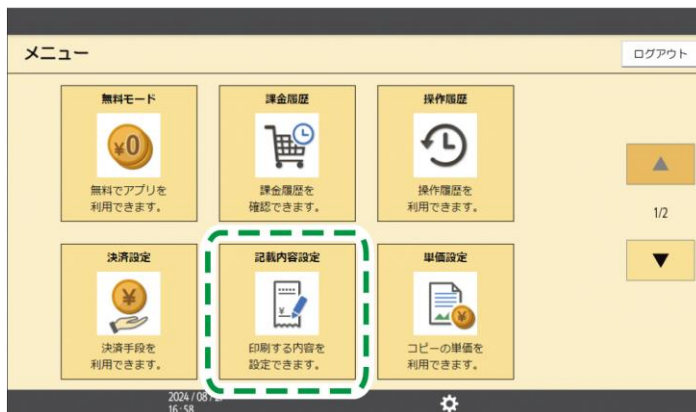 メニュー
ログアウト
無料モード
課金履歴
操作履歴
¥0
無料でアプリを
利用できます。
課金履歴を
確認できます。
操作履歴を
利用できます。
1/2
決済設定
記載内容設定
単価設定
¥
¥
¥
決済手段を
利用できます。
印刷する内容を
設定できます。
コピーの単価を
利用できます。
2024 / 08 /
16:58